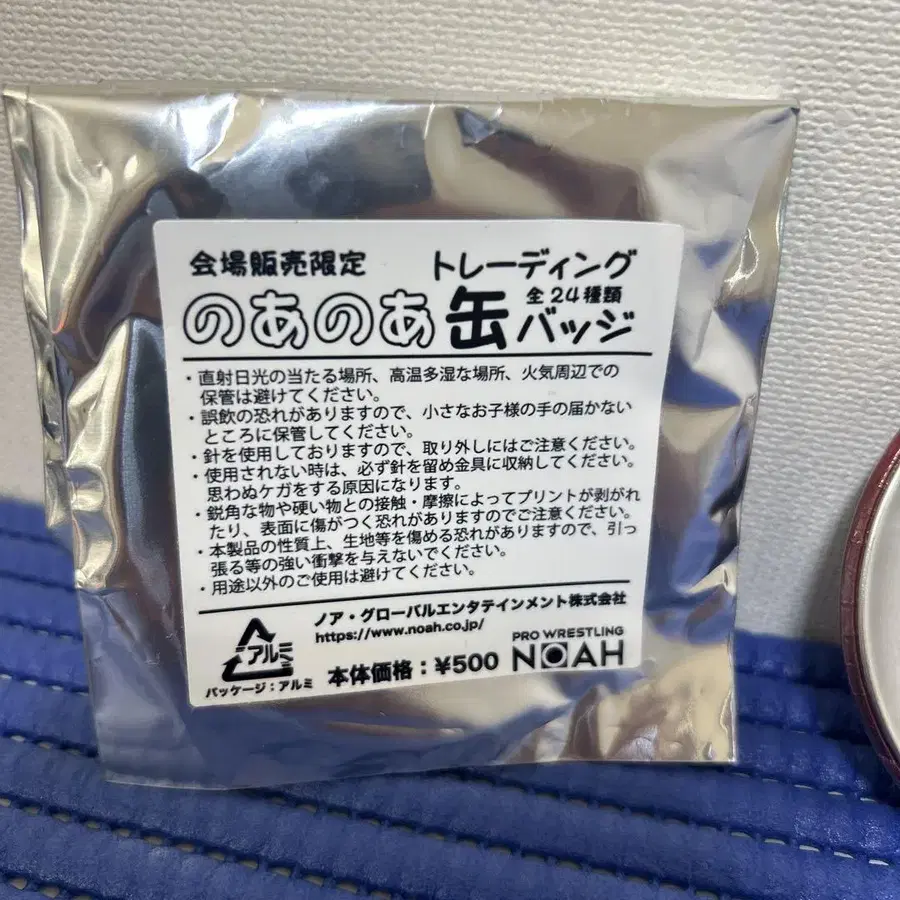 会場販売限定
トレーディング
のあのあ缶バッジ
全24種類
・直射日光の当たる場所、高温多湿な場所、火気周辺での
保管は避けてください。
・誤飲の恐れがありますので、小さなお子様の手の届かない
ところに保管してください。
・針を使用しておりますので、取り外しにはご注意ください。
・使用されない時は、必ず針を留め金具に収納してください。
思わぬケガをする原因になります。
・鋭角な物や硬い物との接触・摩擦によってプリントが剥がれ
たり、表面に傷がつく恐れがありますのでご注意ください。
・本製品の性質上、生地等を傷める恐れがありますので、引っ
張る等の強い衝撃を与えないでください。
・用途以外のご使用は避けてください。
ノア・グローバルエンタテインメント株式会社
https://www.noah.co.jp/
アルミ
パッケージ：アルミ
本体価格：¥500
PRO WRESTLING
NOAH